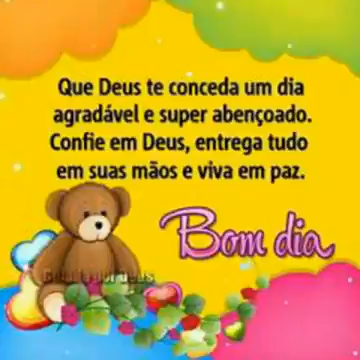 Que Deus te conceda um dia
agradável e super abençoado.
Confie em Deus, entrega tudo
em suas mãos e viva em paz.
Bom dia